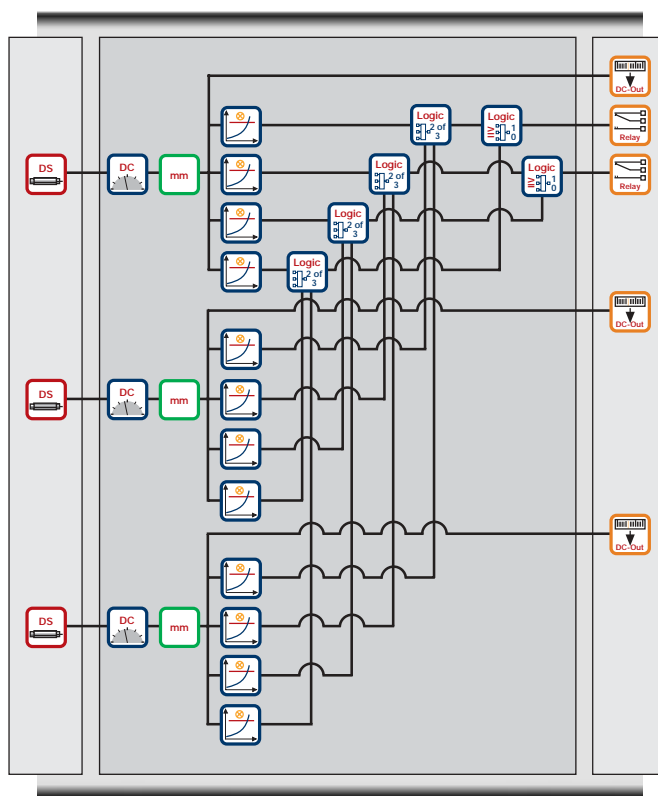 DC-Out
Logic
2 of
3
Logic
≥
1
0
Relay
DS
DC
mm
Logic
2 of
3
≥
1
0
Relay
Logic
2 of
3
Logic
2 of
3
DC-Out
DS
DC
mm
DC-Out
DS
DC
mm